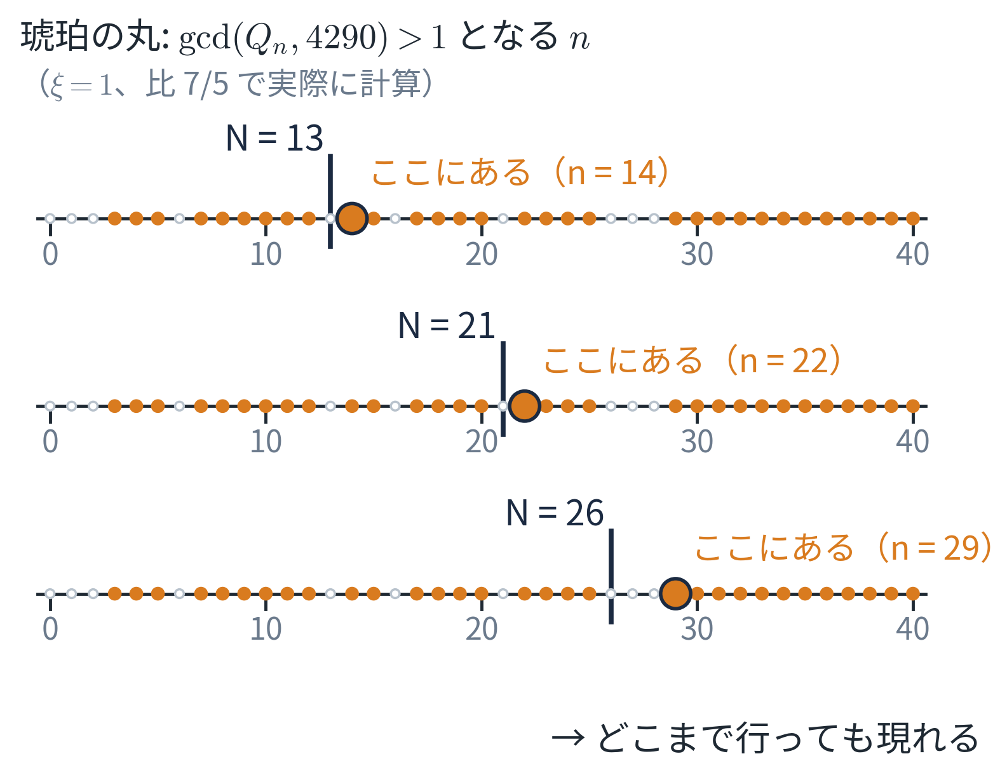 琥珀の丸: gcd(Qₙ, 4290) > 1 となる n
（ξ = 1、比 7/5 で実際に計算）
N = 13
ここにある（n = 14）
0 10 20 30 40
N = 21
ここにある（n = 22）
0 10 20 30 40
N = 26
ここにある（n = 29）
0 10 20 30 40
→ どこまで行っても現れる